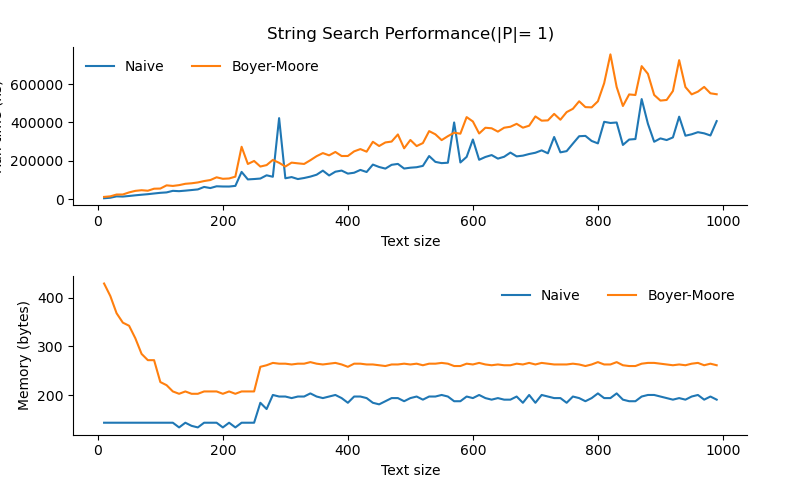 String Search Performance(|P|= 1)
Naive Boyer-Moore
600000
400000
200000
0
0 200 400 600 800 1000
Text size
Naive Boyer-Moore
Memory (bytes)
400
300
200
0 200 400 600 800 1000
Text size